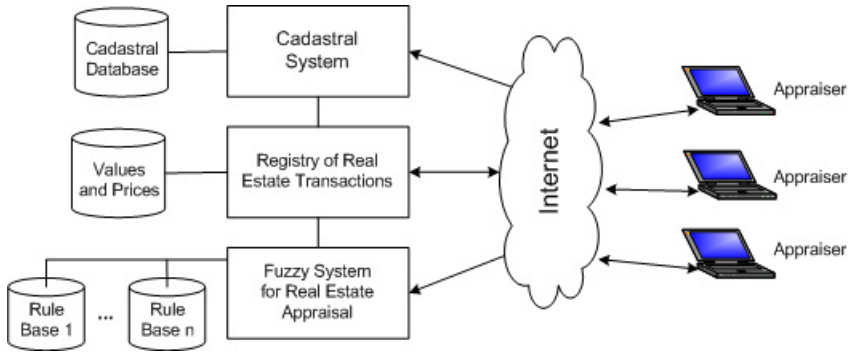 Cadastral
Database
Cadastral
System
Appraiser
Values
and Prices
Registry of Real
Estate Transactions
Internet
Appraiser
Rule
Base 1
...
Rule
Base n
Fuzzy System
for Real Estate
Appraisal
Appraiser